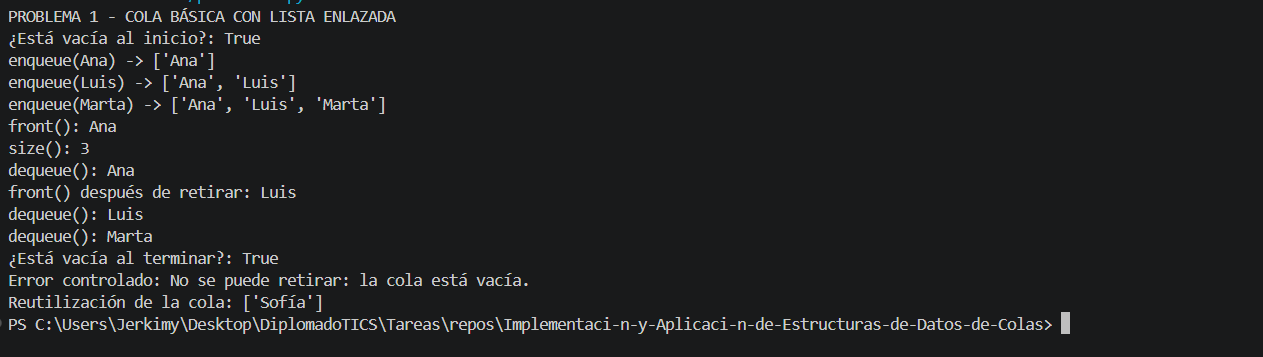 PROBLEMA 1 - COLA BÁSICA CON LISTA ENLAZADA
¿Está vacía al inicio?: True
enqueue(Ana) -> ['Ana']
enqueue(Luis) -> ['Ana', 'Luis']
enqueue(Marta) -> ['Ana', 'Luis', 'Marta']
front(): Ana
size(): 3
dequeue(): Ana
front() después de retirar: Luis
dequeue(): Luis
dequeue(): Marta
¿Está vacía al terminar?: True
Error controlado: No se puede retirar: la cola está vacía.
Reutilización de la cola: ['Sofía']
PS C:\Users\Jerkimy\Desktop\DiplomadoTICS\Tareas\repos\Implementaci-n-y-Aplicaci-n-de-Estructuras-de-Datos-de-Colas>